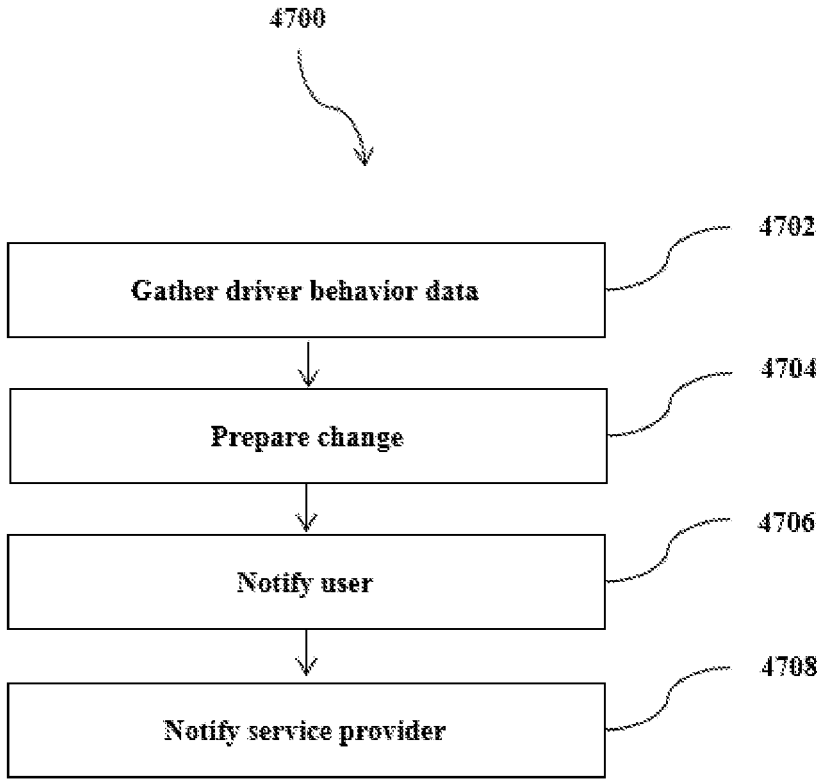 4700
4702
Gather driver behavior data
4704
Prepare change
4706
Notify user
4708
Notify service provider